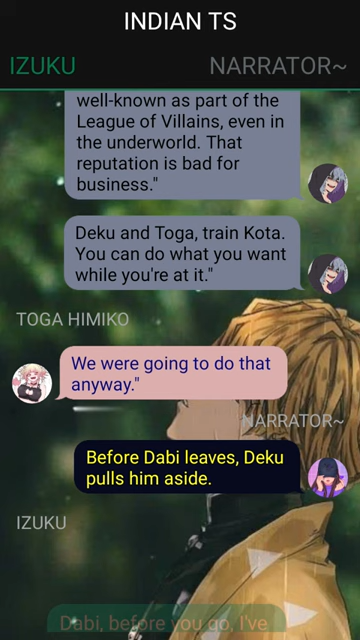 INDIAN TS
IZUKU
NARRATOR~
well-known as part of the
League of Villains, even in
the underworld. That
reputation is bad for
business."
Deku and Toga, train Kota.
You can do what you want
while you're at it."
TOGA HIMIKO
We were going to do that
anyway."
NARRATOR~
Before Dabi leaves, Deku
pulls him aside.
IZUKU
Dabi, before you go, I've